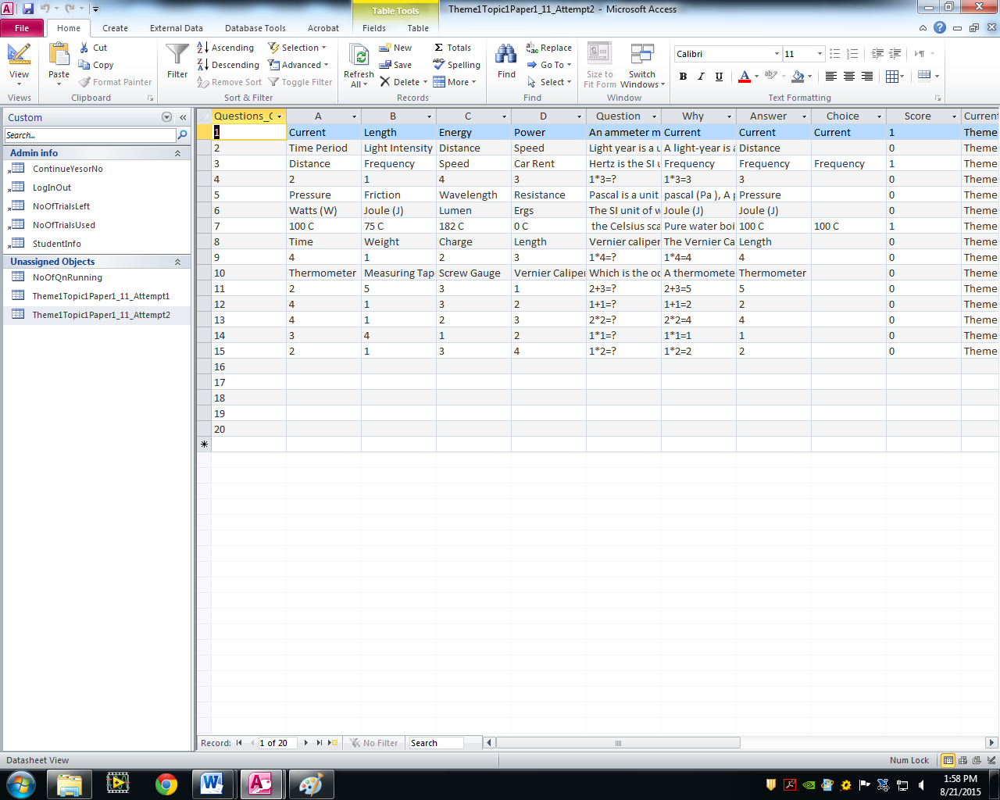 Table Tools
Theme1Topic1Paper1_11_Attempt2 - Microsoft Access
File Home Create External Data Database Tools Acrobat Fields Table
View
Views
Paste
Cut
Copy
Format Painter
Clipboard
Filter
Ascending
Descending
Remove Sort
Selection
Advanced
Toggle Filter
Sort & Filter
Refresh All
New
Save
Delete
Totals
Spelling
More
Records
Find
Replace
Go To
Select
Find
Size to Fit Form
Switch Windows
Window
Calibri 11
B I U A
Text Formatting
Custom
Search...
Admin info
ContinueYesorNo
LogInOut
NoOfTrialsLeft
NoOfTrialsUsed
StudentInfo
Unassigned Objects
NoOfQnRunning
Theme1Topic1Paper1_11_Attempt1
Theme1Topic1Paper1_11_Attempt2
Questions_ A B C D Question Why Answer Choice Score Current
1 Current Length Energy Power An ammeter m Current Current Current 1 Theme
2 Time Period Light Intensity Distance Speed Light year is a u A light-year is a Distance 0 Theme
3 Distance Frequency Speed Car Rent Hertz is the SI u Frequency Frequency Frequency 1 Theme
4 2 1 4 3 1*3=? 1*3=3 3 0 Theme
5 Pressure Friction Wavelength Resistance Pascal is a unit pascal (Pa ), A p Pressure 0 Theme
6 Watts (W) Joule (J) Lumen Ergs The SI unit of w Joule (J) Joule (J) 0 Theme
7 100 C 75 C 182 C 0 C the Celsius sca Pure water boi 100 C 100 C 1 Theme
8 Time Weight Charge Length Vernier caliper The Vernier Ca Length 0 Theme
9 4 1 2 3 1*4=? 1*4=4 4 0 Theme
10 Thermometer Measuring Tap Screw Gauge Vernier Calipe Which is the oc A thermomete Thermometer 0 Theme
11 2 5 3 1 2+3=? 2+3=5 5 0 Theme
12 4 1 3 2 1+1=? 1+1=2 2 0 Theme
13 4 1 2 3 2*2=? 2*2=4 4 0 Theme
14 3 4 1 2 1*1=? 1*1=1 1 0 Theme
15 2 1 3 4 1*2=? 1*2=2 2 0 Theme
16
17
18
19
20
Record: 1 of 20 No Filter Search
Datasheet View Num Lock
1:58 PM
8/21/2015